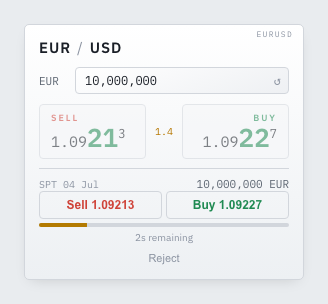 EURUSD
EUR / USD
EUR 10,000,000 ↺
SELL BUY
1.09213 1.4 1.09227
SPT 04 Jul 10,000,000 EUR
Sell 1.09213 Buy 1.09227
2s remaining
Reject